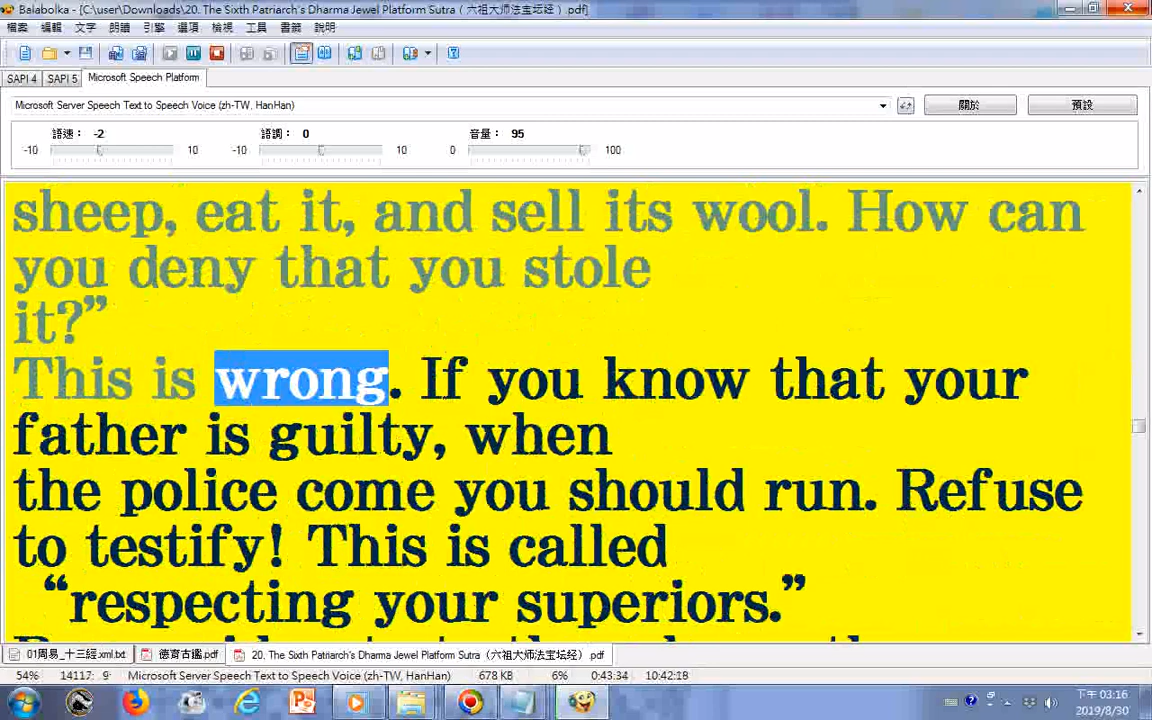 Balabolka - [C:\user\Downloads\20. The Sixth Patriarch's Dharma Jewel Platform Sutra（六祖大师法宝坛经）.pdf]
檔案 編輯 文字 朗讀 引擎 選項 檢視 工具 書籤 說明
SAPI 4 SAPI 5 Microsoft Speech Platform
Microsoft Server Speech Text to Speech Voice (zh-TW, HanHan) 關於 預設
語速： -2 語調： 0 音量： 95
-10 10 -10 10 0 100
sheep, eat it, and sell its wool. How can
you deny that you stole
it?”
This is wrong. If you know that your
father is guilty, when
the police come you should run. Refuse
to testify! This is called
“respecting your superiors.”
01周易_十三經.xml.txt 德育古鑑.pdf 20. The Sixth Patriarch's Dharma Jewel Platform Sutra（六祖大师法宝坛经）.pdf
54% 14117: 9 Microsoft Server Speech Text to Speech Voice (zh-TW, HanHan) 678 KB 6% 0:43:34 10:42:18
下午 03:16
2019/8/30